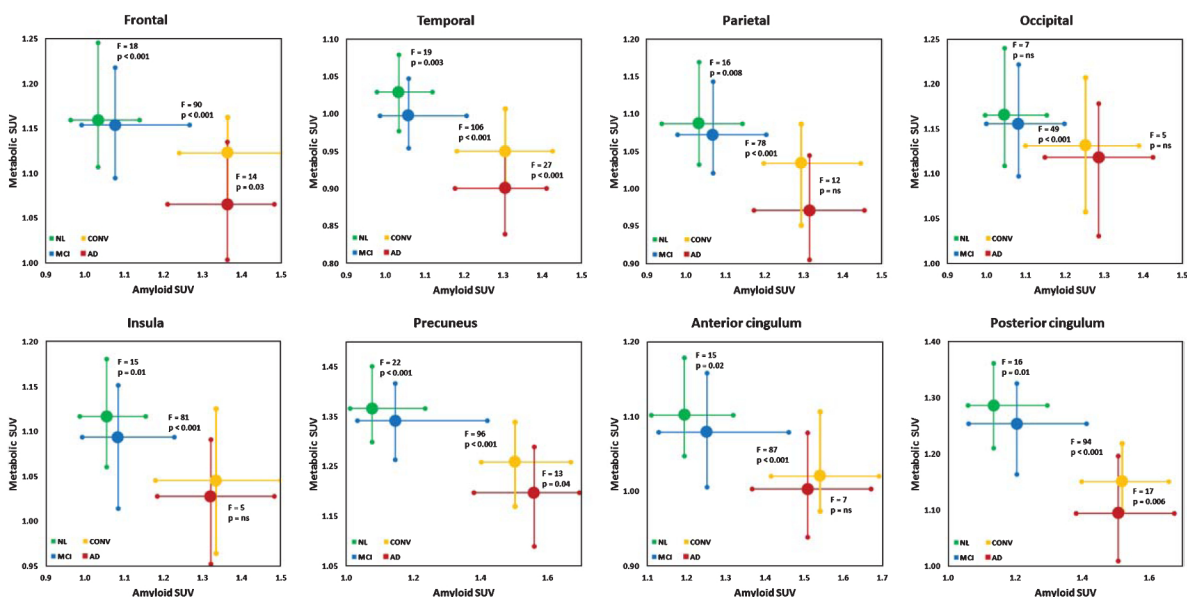 Frontal
Metabolic SUV
1.25
1.20
1.15
1.10
1.05
1.00
F = 18
p < 0.001
F = 90
p < 0.001
F = 14
p = 0.03
NL
CONV
MCI
AD
0.9
1.0
1.1
1.2
1.3
1.4
1.5
Amyloid SUV
Temporal
Metabolic SUV
1.10
1.05
1.00
0.95
0.90
0.85
0.80
F = 19
p = 0.003
F = 106
p < 0.001
F = 27
p < 0.001
NL
CONV
MCI
AD
0.9
1.0
1.1
1.2
1.3
1.4
1.5
Amyloid SUV
Parietal
Metabolic SUV
1.20
1.15
1.10
1.05
1.00
0.95
0.90
F = 16
p = 0.008
F = 78
p < 0.001
F = 12
p = ns
NL
CONV
MCI
AD
0.9
1.0
1.1
1.2
1.3
1.4
1.5
Amyloid SUV
Occipital
Metabolic SUV
1.25
1.20
1.15
1.10
1.05
1.00
F = 7
p = ns
F = 49
p < 0.001
F = 5
p = ns
NL
CONV
MCI
AD
0.9
1.0
1.1
1.2
1.3
1.4
1.5
Amyloid SUV
Insula
Metabolic SUV
1.20
1.15
1.10
1.05
1.00
0.95
F = 15
p = 0.01
F = 81
p < 0.001
F = 5
p = ns
NL
CONV
MCI
AD
0.9
1.0
1.1
1.2
1.3
1.4
1.5
Amyloid SUV
Precuneus
Metabolic SUV
1.45
1.35
1.25
1.15
1.05
F = 22
p < 0.001
F = 96
p < 0.001
F = 13
p = 0.04
NL
CONV
MCI
AD
1.0
1.2
1.4
1.6
Amyloid SUV
Anterior cingulum
Metabolic SUV
1.20
1.10
1.00
0.90
F = 15
p = 0.02
F = 87
p < 0.001
F = 7
p = ns
NL
CONV
MCI
AD
1.1
1.2
1.3
1.4
1.5
1.6
1.7
Amyloid SUV
Posterior cingulum
Metabolic SUV
1.40
1.30
1.20
1.10
1.00
F = 16
p = 0.01
F = 94
p < 0.001
F = 17
p = 0.006
NL
CONV
MCI
AD
1.0
1.2
1.4
1.6
Amyloid SUV